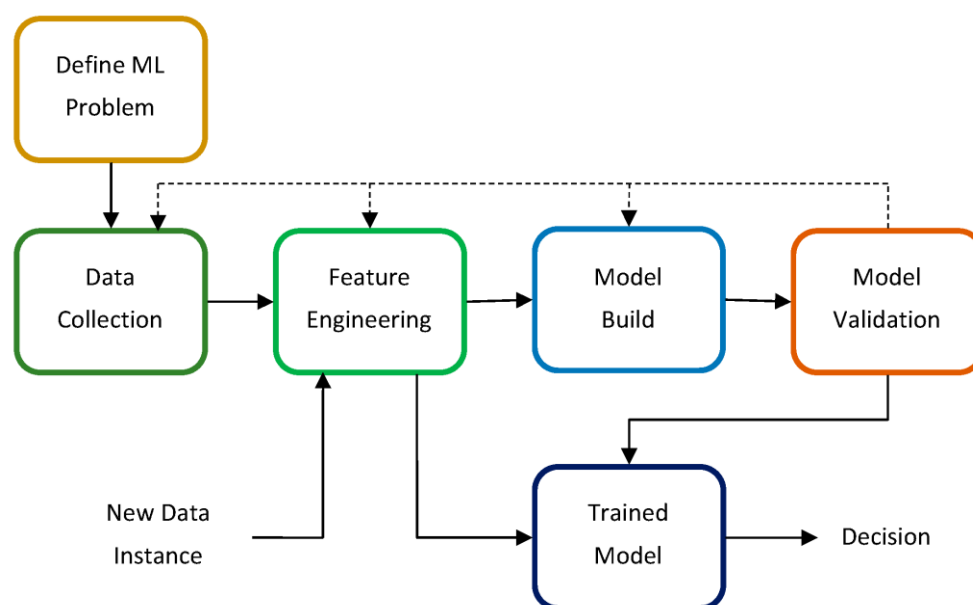 Define ML
Problem
Data
Collection
Feature
Engineering
Model
Build
Model
Validation
New Data
Instance
Trained
Model
Decision